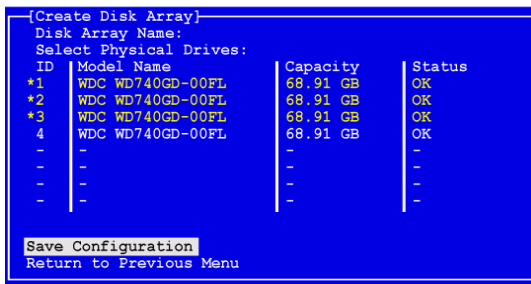 [Create Disk Array]
Disk Array Name:
Select Physical Drives:
ID Model Name Capacity Status
*1 WDC WD740GD-00FL 68.91 GB OK
*2 WDC WD740GD-00FL 68.91 GB OK
*3 WDC WD740GD-00FL 68.91 GB OK
4 WDC WD740GD-00FL 68.91 GB OK
- - - -
- - - -
- - - -
- - - -
Save Configuration
Return to Previous Menu